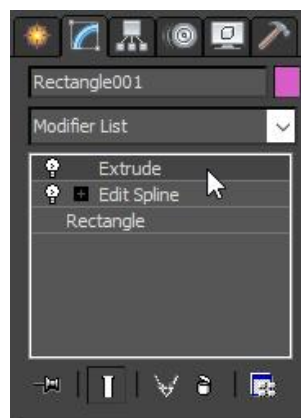 Rectangle001
Modifier List
Extrude
Edit Spline
Rectangle